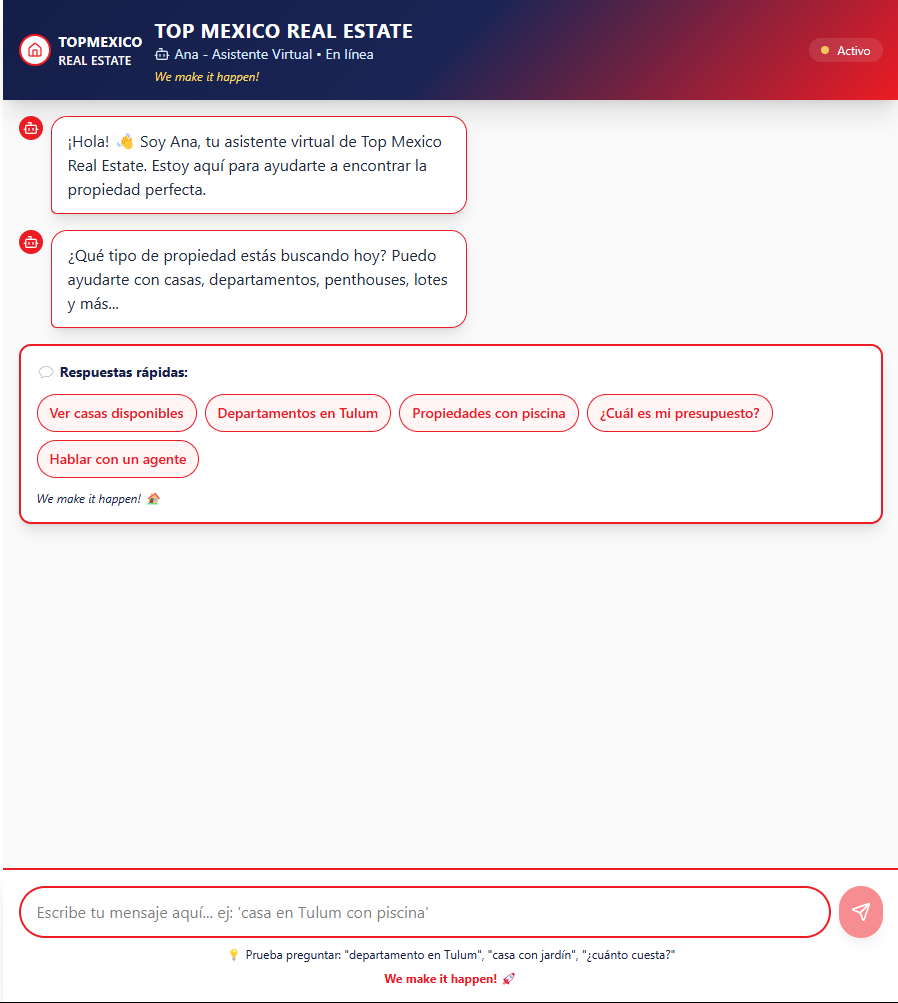 TOPMEXICO
REAL ESTATE
TOP MEXICO REAL ESTATE
Ana - Asistente Virtual • En línea
We make it happen!
Activo
¡Hola! 👋 Soy Ana, tu asistente virtual de Top Mexico
Real Estate. Estoy aquí para ayudarte a encontrar la
propiedad perfecta.
¿Qué tipo de propiedad estás buscando hoy? Puedo
ayudarte con casas, departamentos, penthouses, lotes
y más...
💬 Respuestas rápidas:
Ver casas disponibles
Departamentos en Tulum
Propiedades con piscina
¿Cuál es mi presupuesto?
Hablar con un agente
We make it happen! 🏠
Escribe tu mensaje aquí... ej: 'casa en Tulum con piscina'
💡 Prueba preguntar: "departamento en Tulum", "casa con jardín", "¿cuánto cuesta?"
We make it happen! 🚀